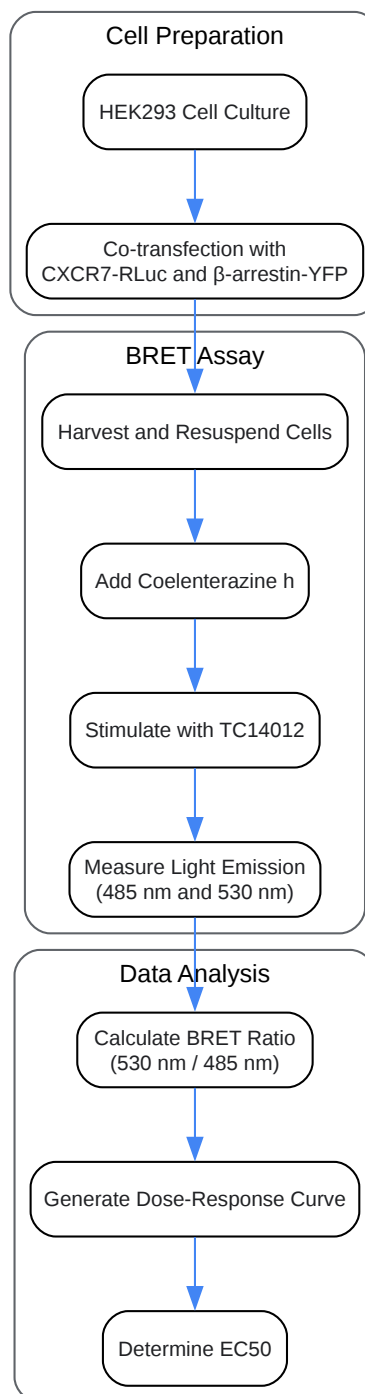 Cell Preparation
HEK293 Cell Culture
Co-transfection with
CXCR7-RLuc and β-arrestin-YFP
BRET Assay
Harvest and Resuspend Cells
Add Coelenterazine h
Stimulate with TC14012
Measure Light Emission
(485 nm and 530 nm)
Data Analysis
Calculate BRET Ratio
(530 nm / 485 nm)
Generate Dose-Response Curve
Determine EC50